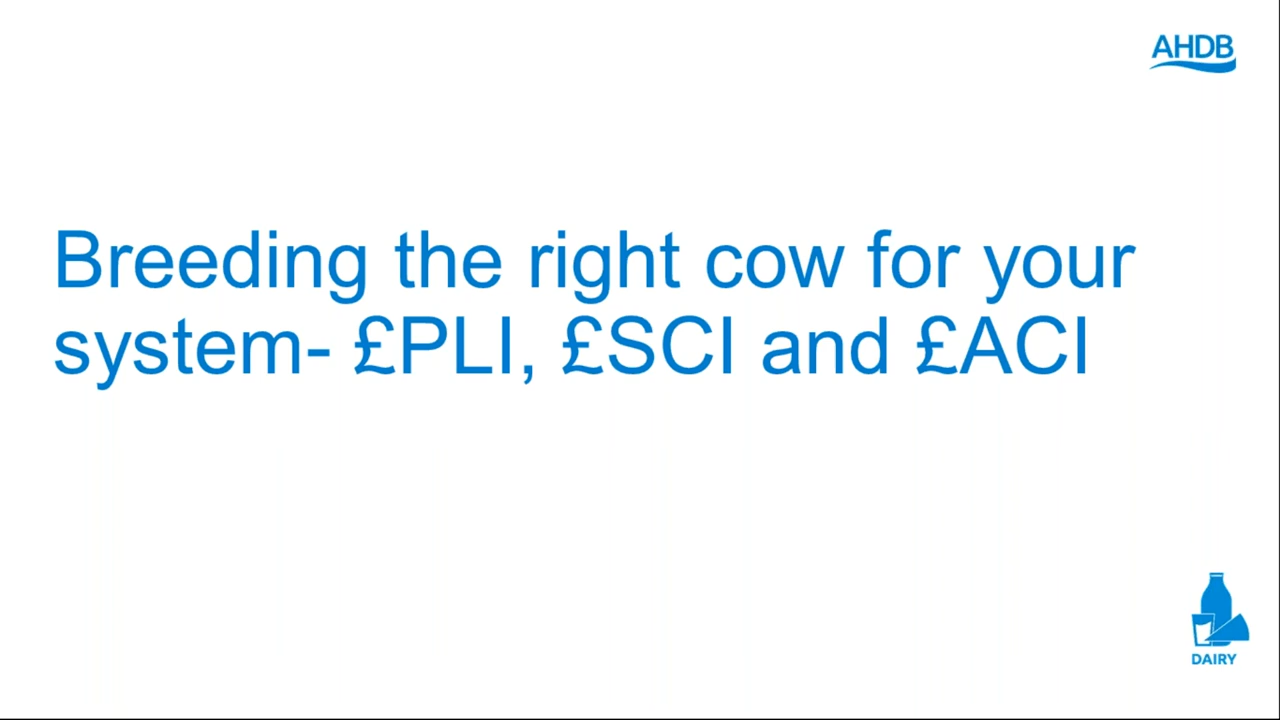 AHDB
Breeding the right cow for your
system- £PLI, £SCI and £ACI
DAIRY